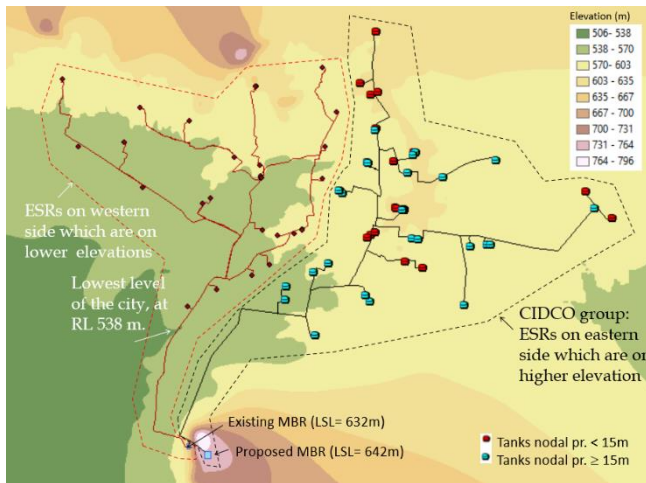 Elevation (m)
506- 538
538 - 570
570 - 603
603 - 635
635 - 667
667 - 700
700 - 731
731 - 764
764 - 796
ESRs on western
side which are on
lower elevations
Lowest level
of the city, at
RL 538 m.
CIDCO group:
ESRs on eastern
side which are on
higher elevation
Existing MBR (LSL= 632m)
Proposed MBR (LSL= 642m)
Tanks nodal pr. < 15m
Tanks nodal pr. ≥ 15m